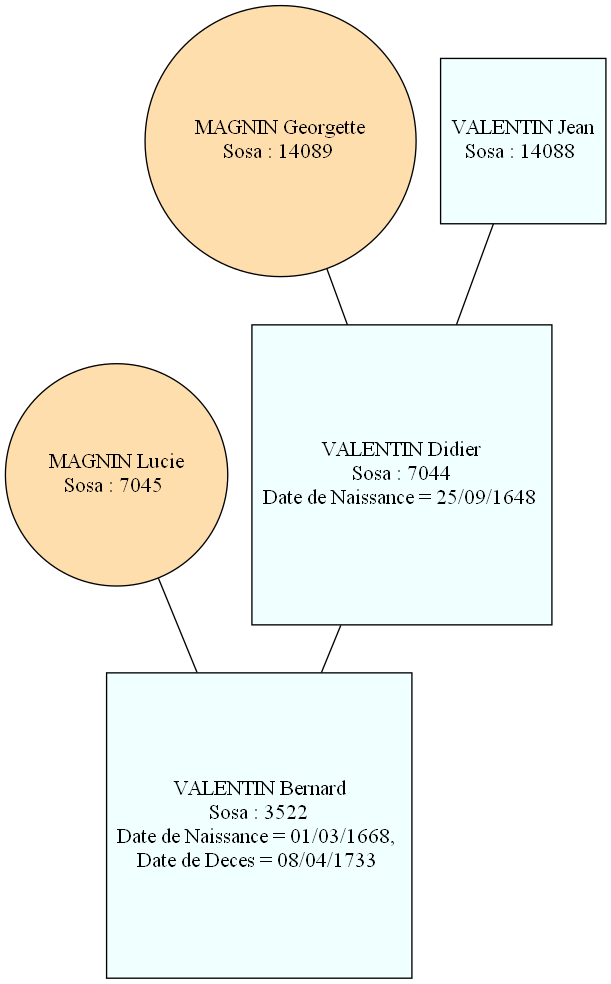 MAGNIN Georgette
Sosa : 14089
VALENTIN Jean
Sosa : 14088
VALENTIN Didier
Sosa : 7044
Date de Naissance = 25/09/1648
MAGNIN Lucie
Sosa : 7045
VALENTIN Bernard
Sosa : 3522
Date de Naissance = 01/03/1668,
Date de Deces = 08/04/1733